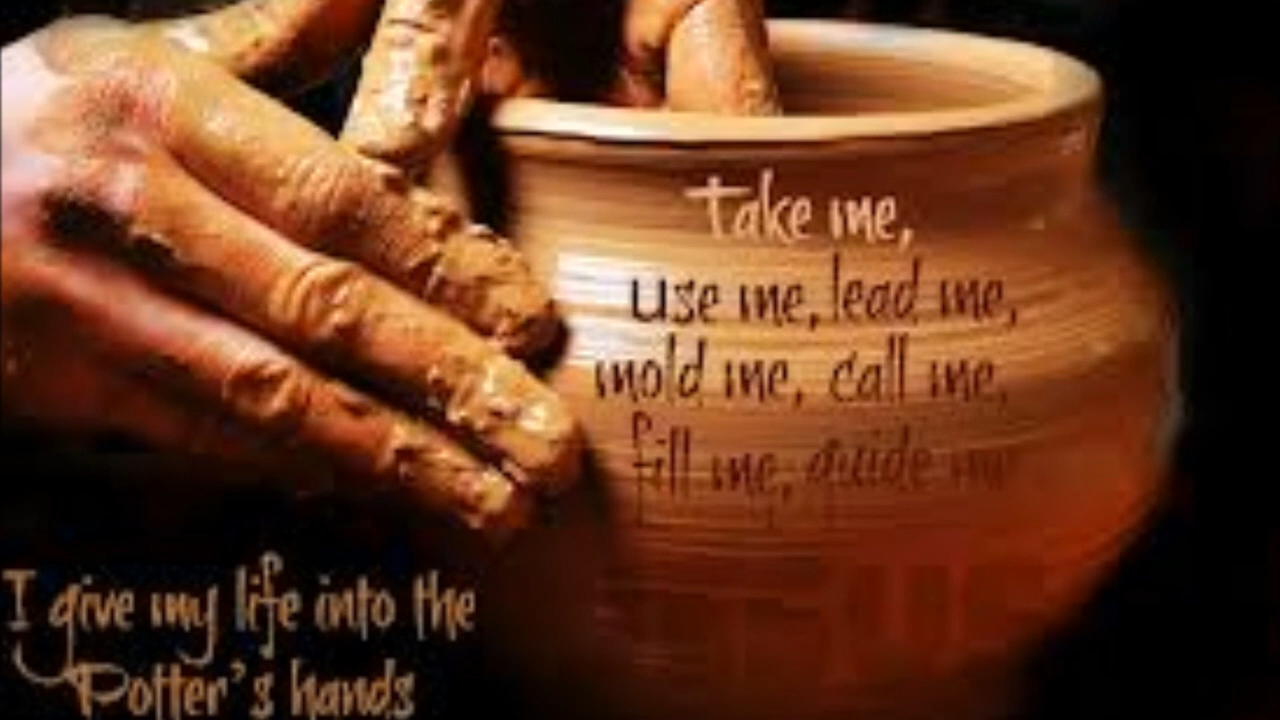 Take me,
use me, lead me,
mold me, call me,
fill me, guide me
I give my life into the
Potter's hands